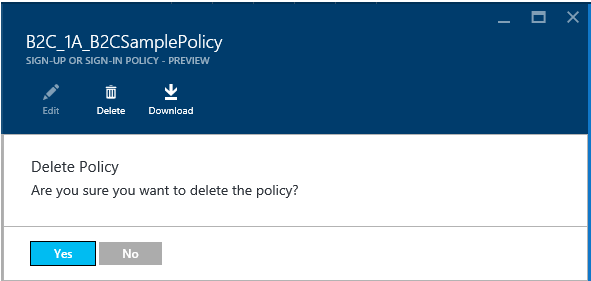 B2C_1A_B2CSamplePolicy
SIGN-UP OR SIGN-IN POLICY - PREVIEW
Edit Delete Download
Delete Policy
Are you sure you want to delete the policy?
Yes No